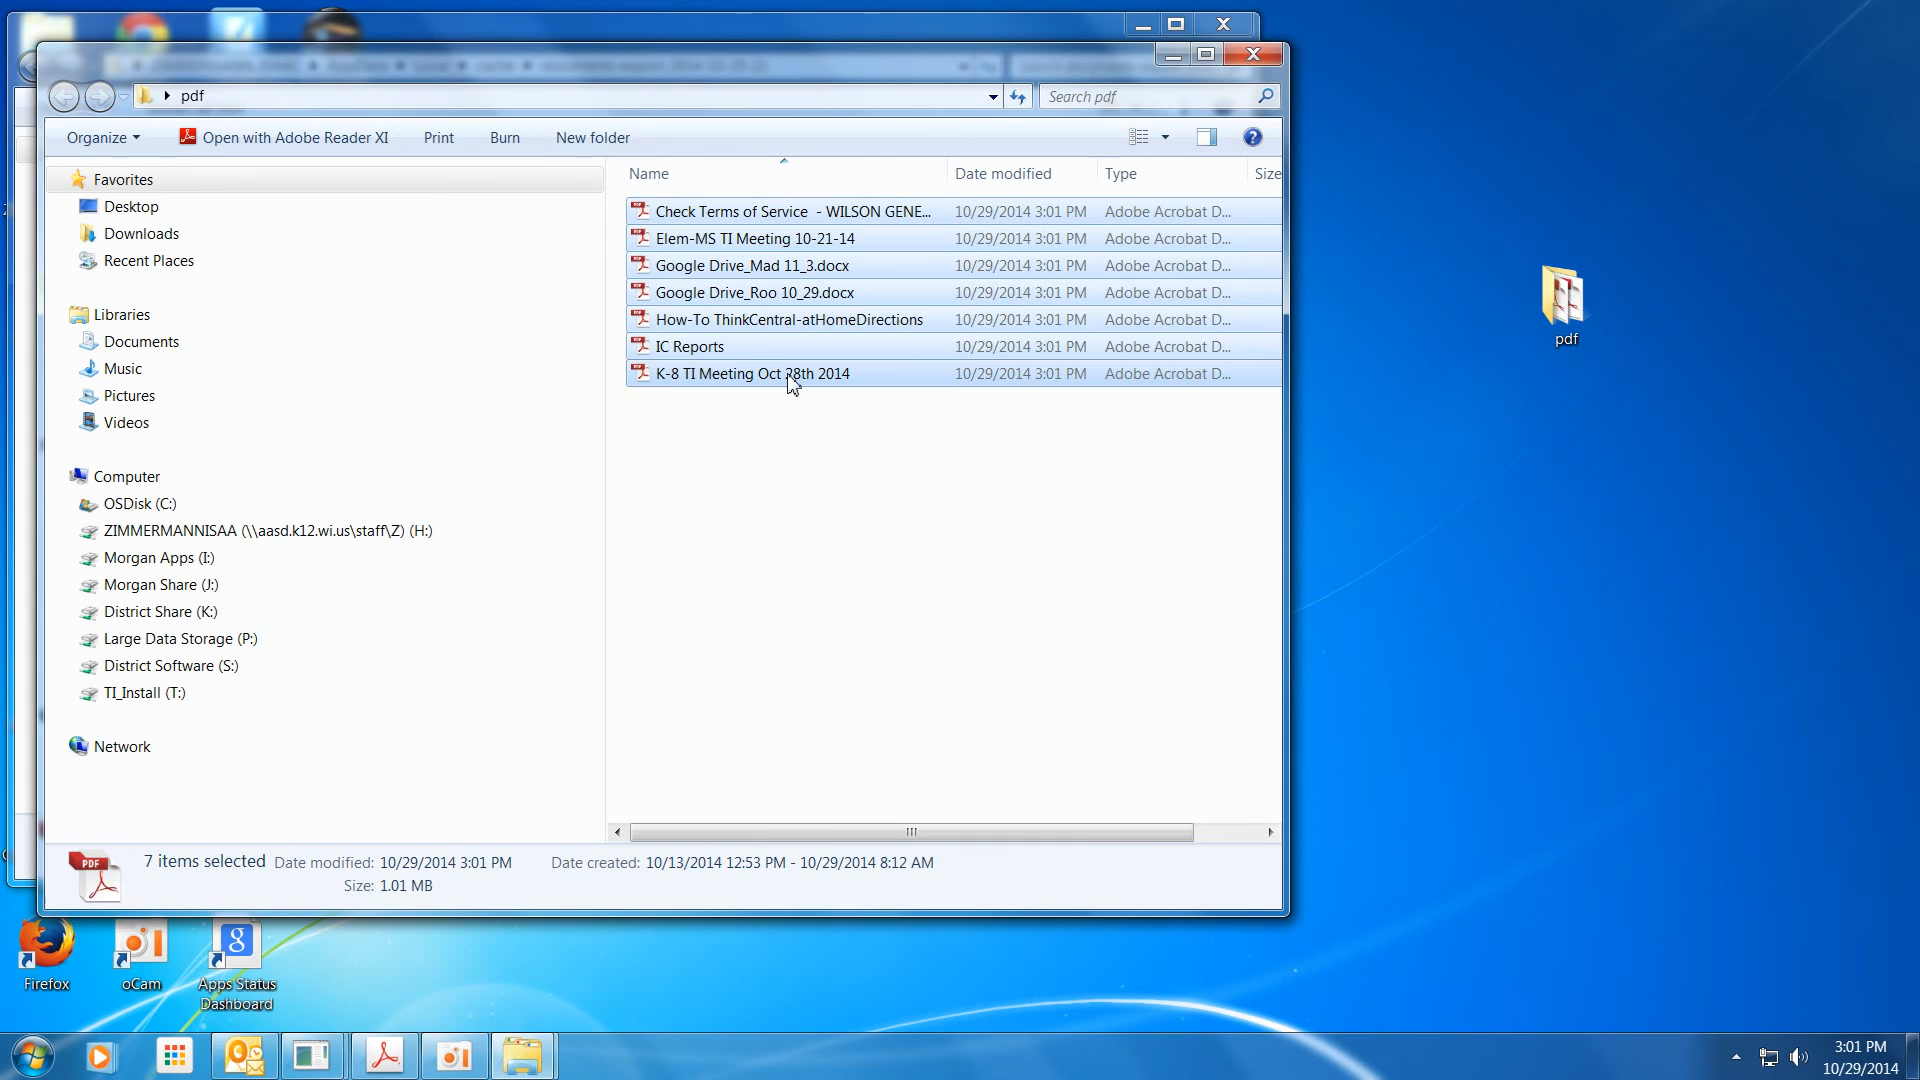 pdf
Search pdf
Organize
Open with Adobe Reader XI
Print
Burn
New folder
Favorites
Desktop
Downloads
Recent Places
Libraries
Documents
Music
Pictures
Videos
Computer
OSDisk (C:)
ZIMMERMANNISAA (\\aasd.k12.wi.us\staff\Z) (H:)
Morgan Apps (I:)
Morgan Share (J:)
District Share (K:)
Large Data Storage (P:)
District Software (S:)
TI_Install (T:)
Network
Name Date modified Type Size
Check Terms of Service - WILSON GENE... 10/29/2014 3:01 PM Adobe Acrobat D...
Elem-MS TI Meeting 10-21-14 10/29/2014 3:01 PM Adobe Acrobat D...
Google Drive_Mad 11_3.docx 10/29/2014 3:01 PM Adobe Acrobat D...
Google Drive_Roo 10_29.docx 10/29/2014 3:01 PM Adobe Acrobat D...
How-To ThinkCentral-atHomeDirections 10/29/2014 3:01 PM Adobe Acrobat D...
IC Reports 10/29/2014 3:01 PM Adobe Acrobat D...
K-8 TI Meeting Oct 28th 2014 10/29/2014 3:01 PM Adobe Acrobat D...
PDF
7 items selected Date modified: 10/29/2014 3:01 PM Date created: 10/13/2014 12:53 PM - 10/29/2014 8:12 AM
Size: 1.01 MB
pdf
Firefox
oCam
Apps Status
Dashboard
3:01 PM
10/29/2014